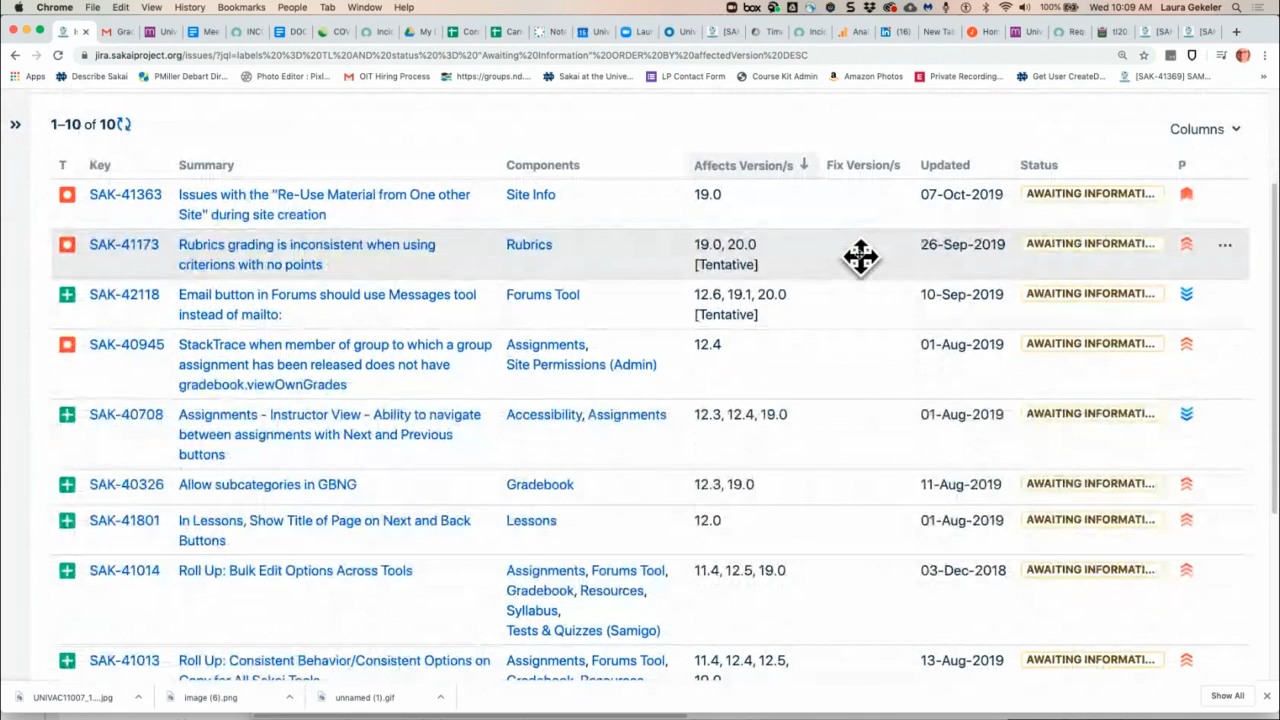 Chrome File Edit View History Bookmarks People Tab Window Help box 100% Wed 10:09 AM Laura Gekeler
jira.sakaiproject.org/issues/?jql=labels%20%3D%20TL%20AND%20status%20%3D%20"Awaiting%20Information"%20ORDER%20BY%20affectedVersion%20DESC
Apps Describe Sakai PMiller Debart Dir... Photo Editor : Pixl... OIT Hiring Process https://groups.nd.... Sakai at the Unive... LP Contact Form Course Kit Admin Amazon Photos Private Recording... Get User CreateD... [SAK-41369] SAM...
1–10 of 10
Columns
T Key Summary Components Affects Version/s Fix Version/s Updated Status P
SAK-41363 Issues with the "Re-Use Material from One other Site Info 19.0 07-Oct-2019 AWAITING INFORMATI...
Site" during site creation
SAK-41173 Rubrics grading is inconsistent when using Rubrics 19.0, 20.0 26-Sep-2019 AWAITING INFORMATI...
criterions with no points [Tentative]
SAK-42118 Email button in Forums should use Messages tool Forums Tool 12.6, 19.1, 20.0 10-Sep-2019 AWAITING INFORMATI...
instead of mailto: [Tentative]
SAK-40945 StackTrace when member of group to which a group Assignments, 12.4 01-Aug-2019 AWAITING INFORMATI...
assignment has been released does not have Site Permissions (Admin)
gradebook.viewOwnGrades
SAK-40708 Assignments - Instructor View - Ability to navigate Accessibility, Assignments 12.3, 12.4, 19.0 01-Aug-2019 AWAITING INFORMATI...
between assignments with Next and Previous
buttons
SAK-40326 Allow subcategories in GBNG Gradebook 12.3, 19.0 11-Aug-2019 AWAITING INFORMATI...
SAK-41801 In Lessons, Show Title of Page on Next and Back Lessons 12.0 01-Aug-2019 AWAITING INFORMATI...
Buttons
SAK-41014 Roll Up: Bulk Edit Options Across Tools Assignments, Forums Tool, 11.4, 12.5, 19.0 03-Dec-2018 AWAITING INFORMATI...
Gradebook, Resources,
Syllabus,
Tests & Quizzes (Samigo)
SAK-41013 Roll Up: Consistent Behavior/Consistent Options on Assignments, Forums Tool, 11.4, 12.4, 12.5, 13-Aug-2019 AWAITING INFORMATI...
Copy for All Sakai Tools Gradebook, Resources, 19.0
UNIVAC11007_1....jpg image (6).png unnamed (1).gif Show All